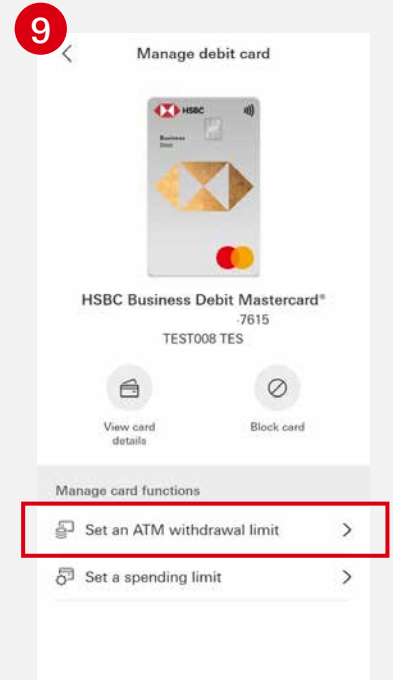 9
Manage debit card
HSBC
Business
Debit
HSBC Business Debit Mastercard®
-7615
TEST008 TES
View card
details
Block card
Manage card functions
Set an ATM withdrawal limit
Set a spending limit